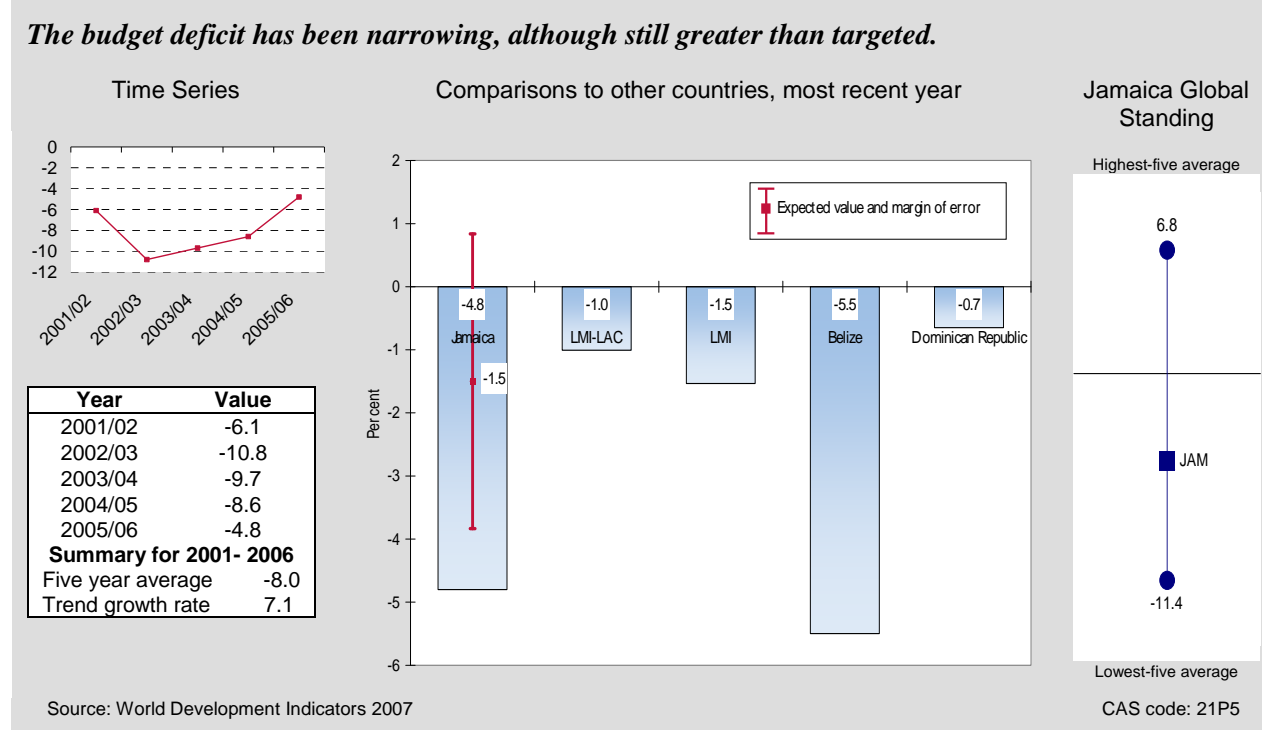 The budget deficit has been narrowing, although still greater than targeted.
Time Series
0
-2
-4
-6
-8
-10
-12
2001/02
2002/03
2003/04
2004/05
2005/06
Year Value
2001/02 -6.1
2002/03 -10.8
2003/04 -9.7
2004/05 -8.6
2005/06 -4.8
Summary for 2001- 2006
Five year average -8.0
Trend growth rate 7.1
Comparisons to other countries, most recent year
Percent
2
1
0
-1
-2
-3
-4
-5
-6
Expected value and margin of error
-4.8
-1.0
-1.5
-5.5
-0.7
Jamaica
LMI-LAC
LMI
Belize
Dominican Republic
-1.5
Jamaica Global
Standing
Highest-five average
6.8
JAM
-11.4
Lowest-five average
Source: World Development Indicators 2007
CAS code: 21P5